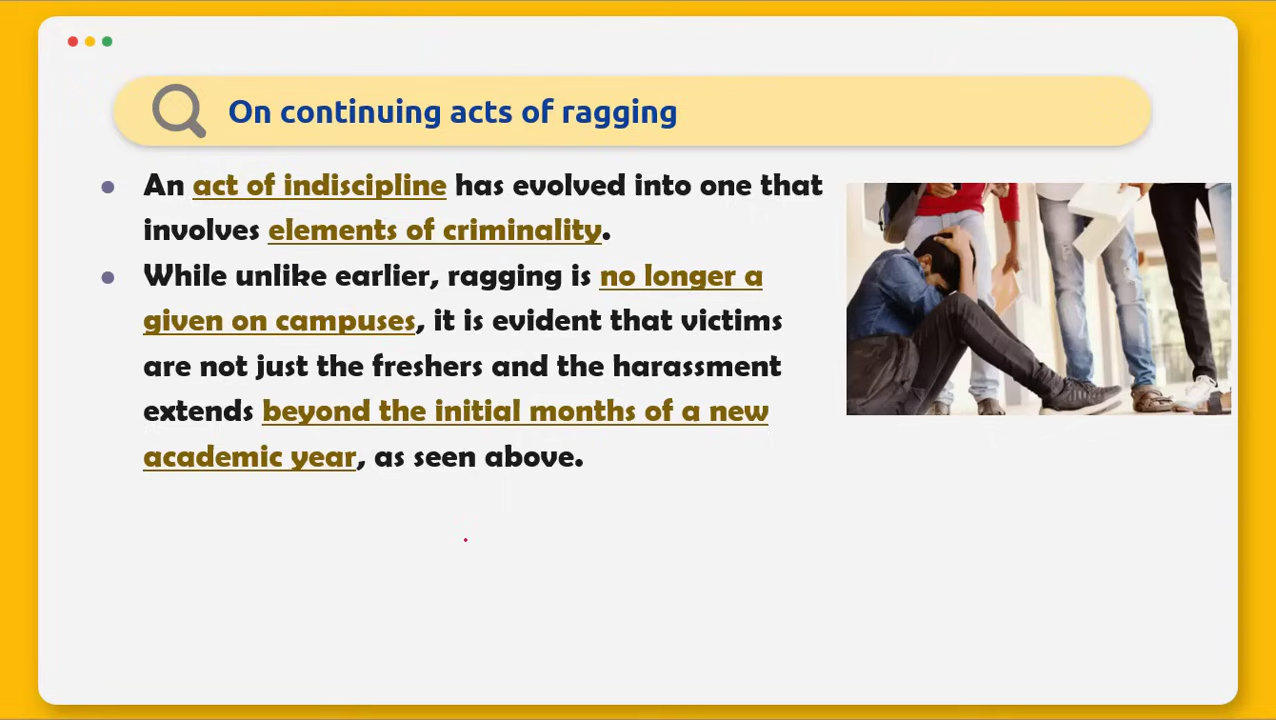 On continuing acts of ragging
An act of indiscipline has evolved into one that
involves elements of criminality.
While unlike earlier, ragging is no longer a
given on campuses, it is evident that victims
are not just the freshers and the harassment
extends beyond the initial months of a new
academic year, as seen above.